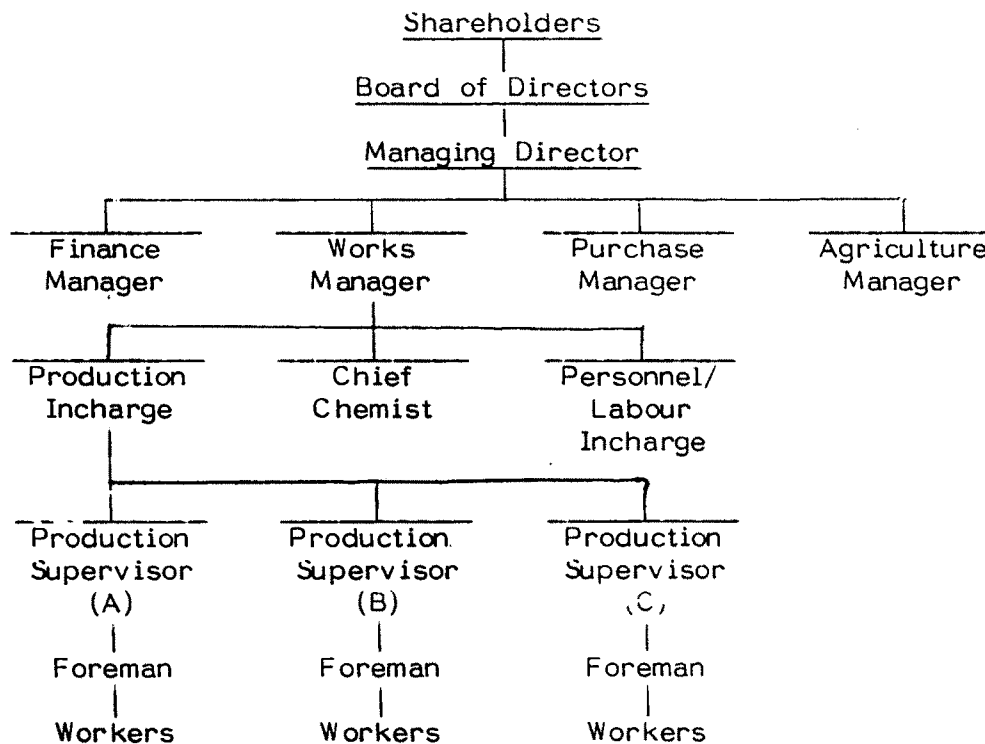 Shareholders
Board of Directors
Managing Director
Finance Manager
Works Manager
Purchase Manager
Agriculture Manager
Production Incharge
Chief Chemist
Personnel/ Labour Incharge
Production Supervisor (A)
Production Supervisor (B)
Production Supervisor (C)
Foreman
Foreman
Foreman
Workers
Workers
Workers